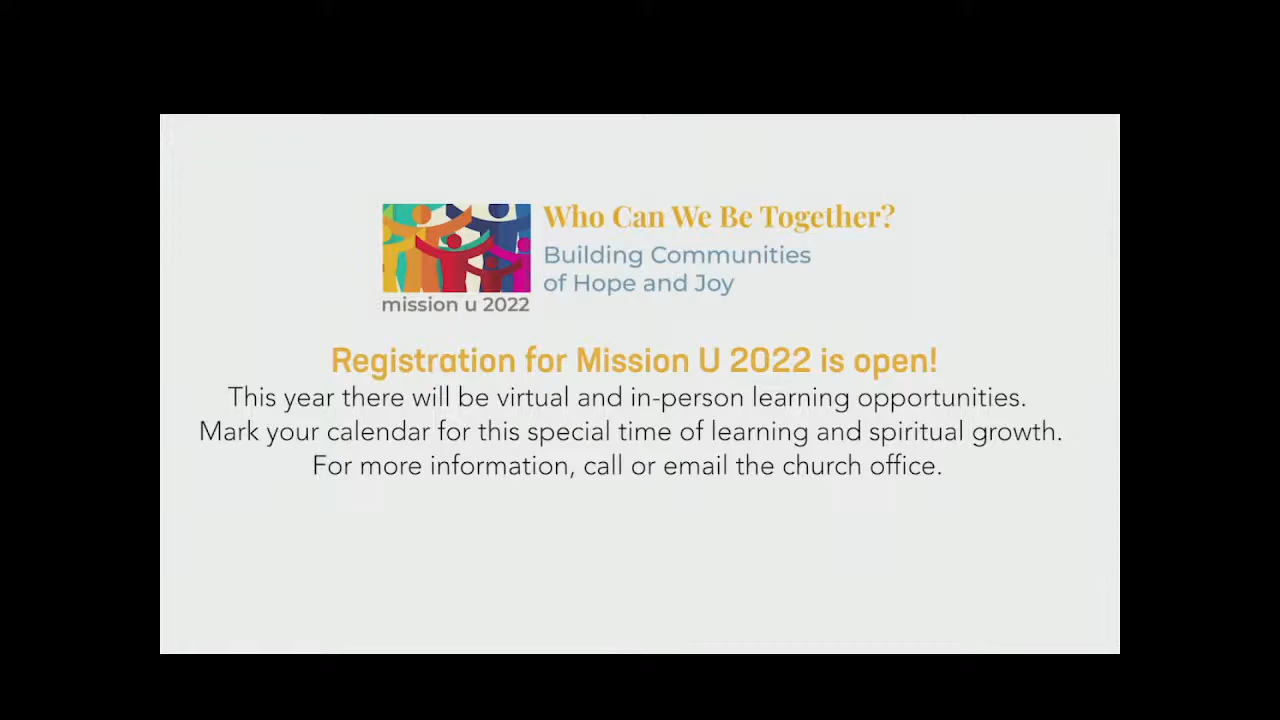 Who Can We Be Together?
Building Communities
of Hope and Joy
mission u 2022
Registration for Mission U 2022 is open!
This year there will be virtual and in-person learning opportunities.
Mark your calendar for this special time of learning and spiritual growth.
For more information, call or email the church office.